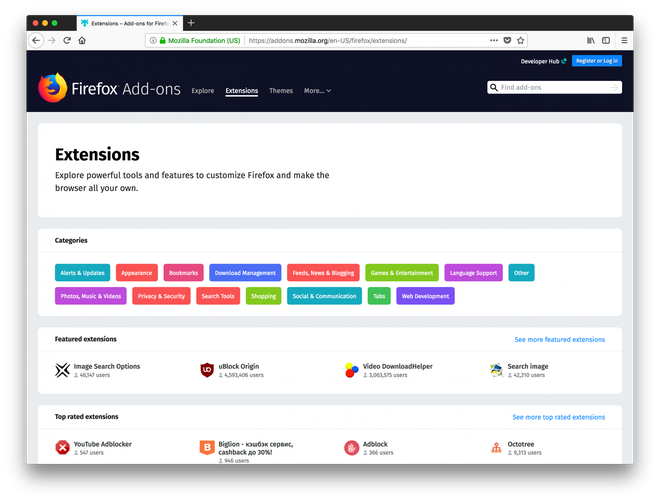 Extensions – Add-ons for Firefo
Mozilla Foundation (US)
https://addons.mozilla.org/en-US/firefox/extensions/
Developer Hub
Register or Log in
Firefox Add-ons
Explore
Extensions
Themes
More...
Find add-ons
Extensions
Explore powerful tools and features to customize Firefox and make the
browser all your own.
Categories
Alerts & Updates
Appearance
Bookmarks
Download Management
Feeds, News & Blogging
Games & Entertainment
Language Support
Other
Photos, Music & Videos
Privacy & Security
Search Tools
Shopping
Social & Communication
Tabs
Web Development
Featured extensions
See more featured extensions
Image Search Options
46,147 users
uBlock Origin
4,593,406 users
Video DownloadHelper
3,063,575 users
Search image
42,310 users
Top rated extensions
See more top rated extensions
YouTube Adblocker
547 users
Biglion - кэшбэк сервис,
cashback до 30%!
946 users
Adblock
366 users
Octotree
9,313 users